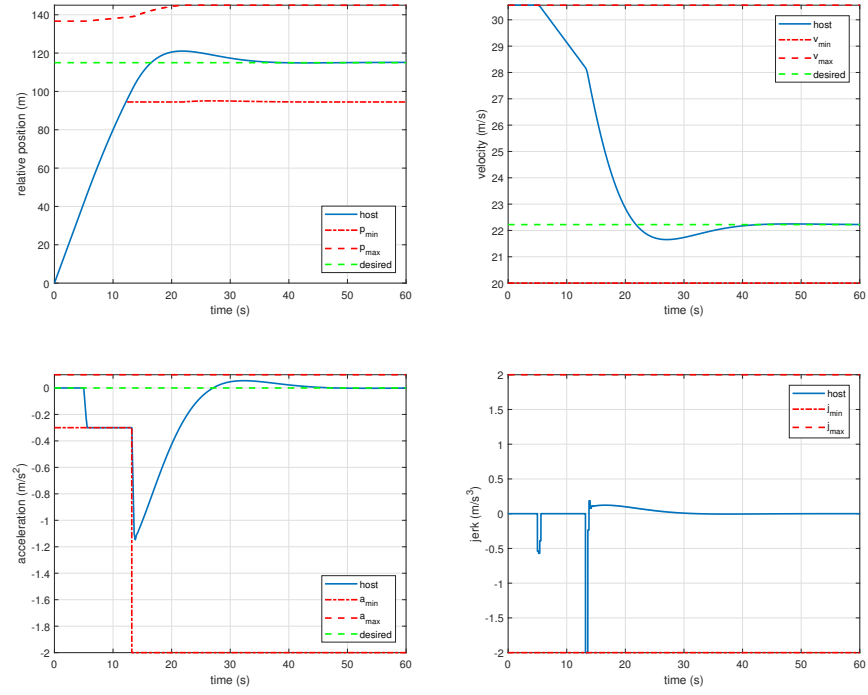 140
120
100
80
60
40
20
0
relative position (m)
0 10 20 30 40 50 60
time (s)
host
p_min
p_max
desired
30
29
28
27
26
25
24
23
22
21
20
velocity (m/s)
0 10 20 30 40 50 60
time (s)
host
v_min
v_max
desired
0
-0.2
-0.4
-0.6
-0.8
-1
-1.2
-1.4
-1.6
-1.8
-2
acceleration (m/s^2)
0 10 20 30 40 50 60
time (s)
host
a_min
a_max
desired
2
1.5
1
0.5
0
-0.5
-1
-1.5
-2
jerk (m/s^3)
0 10 20 30 40 50 60
time (s)
host
j_min
j_max